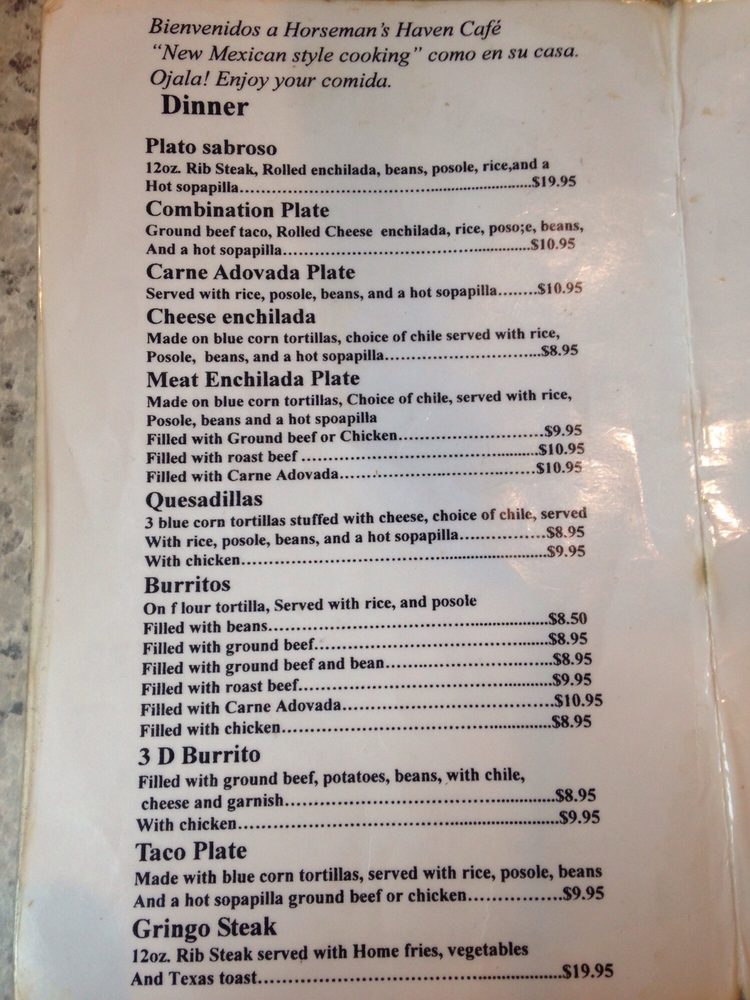 Bienvenidos a Horseman's Haven Café
"New Mexican style cooking" como en su casa.
Ojala! Enjoy your comida.
Dinner
Plato sabroso
12oz. Rib Steak, Rolled enchilada, beans, posole, rice,and a
Hot sopapilla..........................................................$19.95
Combination Plate
Ground beef taco, Rolled Cheese enchilada, rice, poso;e, beans,
And a hot sopapilla..................................................$10.95
Carne Adovada Plate
Served with rice, posole, beans, and a hot sopapilla........$10.95
Cheese enchilada
Made on blue corn tortillas, choice of chile served with rice,
Posole, beans, and a hot sopapilla................................$8.95
Meat Enchilada Plate
Made on blue corn tortillas, Choice of chile, served with rice,
Posole, beans and a hot spoapilla
Filled with Ground beef or Chicken..............................$9.95
Filled with roast beef ................................................$10.95
Filled with Carne Adovada........................................$10.95
Quesadillas
3 blue corn tortillas stuffed with cheese, choice of chile, served
With rice, posole, beans, and a hot sopapilla.................$8.95
With chicken............................................................$9.95
Burritos
On f lour tortilla, Served with rice, and posole
Filled with beans.......................................................$8.50
Filled with ground beef..............................................$8.95
Filled with ground beef and bean.................................$8.95
Filled with roast beef.................................................$9.95
Filled with Carne Adovada.........................................$10.95
Filled with chicken.....................................................$8.95
3 D Burrito
Filled with ground beef, potatoes, beans, with chile,
cheese and garnish.....................................................$8.95
With chicken.............................................................$9.95
Taco Plate
Made with blue corn tortillas, served with rice, posole, beans
And a hot sopapilla ground beef or chicken...................$9.95
Gringo Steak
12oz. Rib Steak served with Home fries, vegetables
And Texas toast..........................................................$19.95